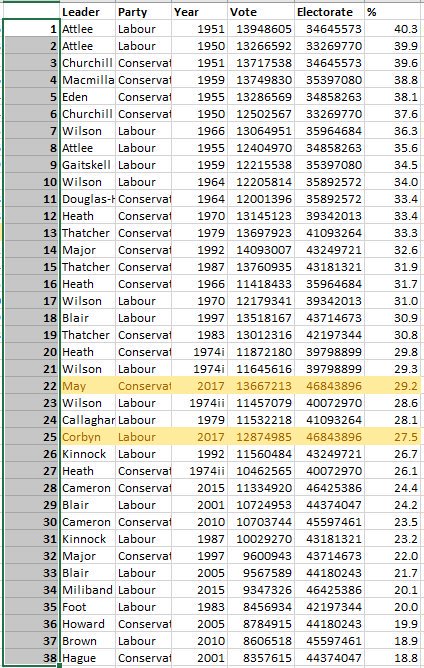 Leader Party Year Vote Electorate %
1 Attlee Labour 1951 13948605 34645573 40.3
2 Attlee Labour 1950 13266592 33269770 39.9
3 Churchill Conservat 1951 13717538 34645573 39.6
4 Macmilla Conservat 1959 13749830 35397080 38.8
5 Eden Conservat 1955 13286569 34858263 38.1
6 Churchill Conservat 1950 12502567 33269770 37.6
7 Wilson Labour 1966 13064951 35964684 36.3
8 Attlee Labour 1955 12404970 34858263 35.6
9 Gaitskell Labour 1959 12215538 35397080 34.5
10 Wilson Labour 1964 12205814 35892572 34.0
11 Douglas-H Conservat 1964 12001396 35892572 33.4
12 Heath Conservat 1970 13145123 39342013 33.4
13 Thatcher Conservat 1979 13697923 41093264 33.3
14 Major Conservat 1992 14093007 43249721 32.6
15 Thatcher Conservat 1987 13760935 43181321 31.9
16 Heath Conservat 1966 11418433 35964684 31.7
17 Wilson Labour 1970 12179341 39342013 31.0
18 Blair Labour 1997 13518167 43714673 30.9
19 Thatcher Conservat 1983 13012316 42197344 30.8
20 Heath Conservat 1974i 11872180 39798899 29.8
21 Wilson Labour 1974i 11645616 39798899 29.3
22 May Conservat 2017 13667213 46843896 29.2
23 Wilson Labour 1974ii 11457079 40072970 28.6
24 Callaghar Labour 1979 11532218 41093264 28.1
25 Corbyn Labour 2017 12874985 46843896 27.5
26 Kinnock Labour 1992 11560484 43249721 26.7
27 Heath Conservat 1974ii 10462565 40072970 26.1
28 Cameron Conservat 2015 11334920 46425386 24.4
29 Blair Labour 2001 10724953 44374047 24.2
30 Cameron Conservat 2010 10703744 45597461 23.5
31 Kinnock Labour 1987 10029270 43181321 23.2
32 Major Conservat 1997 9600943 43714673 22.0
33 Blair Labour 2005 9567589 44180243 21.7
34 Miliband Labour 2015 9347326 46425386 20.1
35 Foot Labour 1983 8456934 42197344 20.0
36 Howard Conservat 2005 8784915 44180243 19.9
37 Brown Labour 2010 8606518 45597461 18.9
38 Hague Conservat 2001 8357615 44374047 18.8